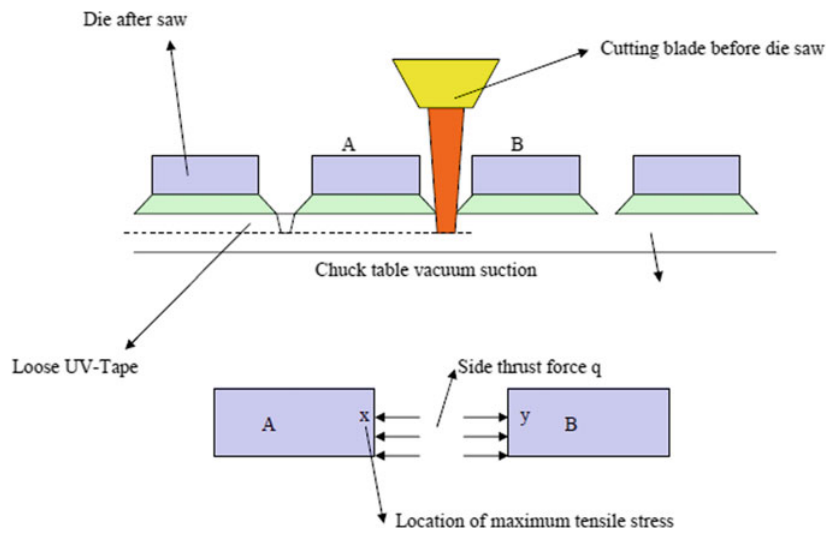 Die after saw
Cutting blade before die saw
A
B
Chuck table vacuum suction
Loose UV-Tape
Side thrust force q
A
x
y
B
Location of maximum tensile stress